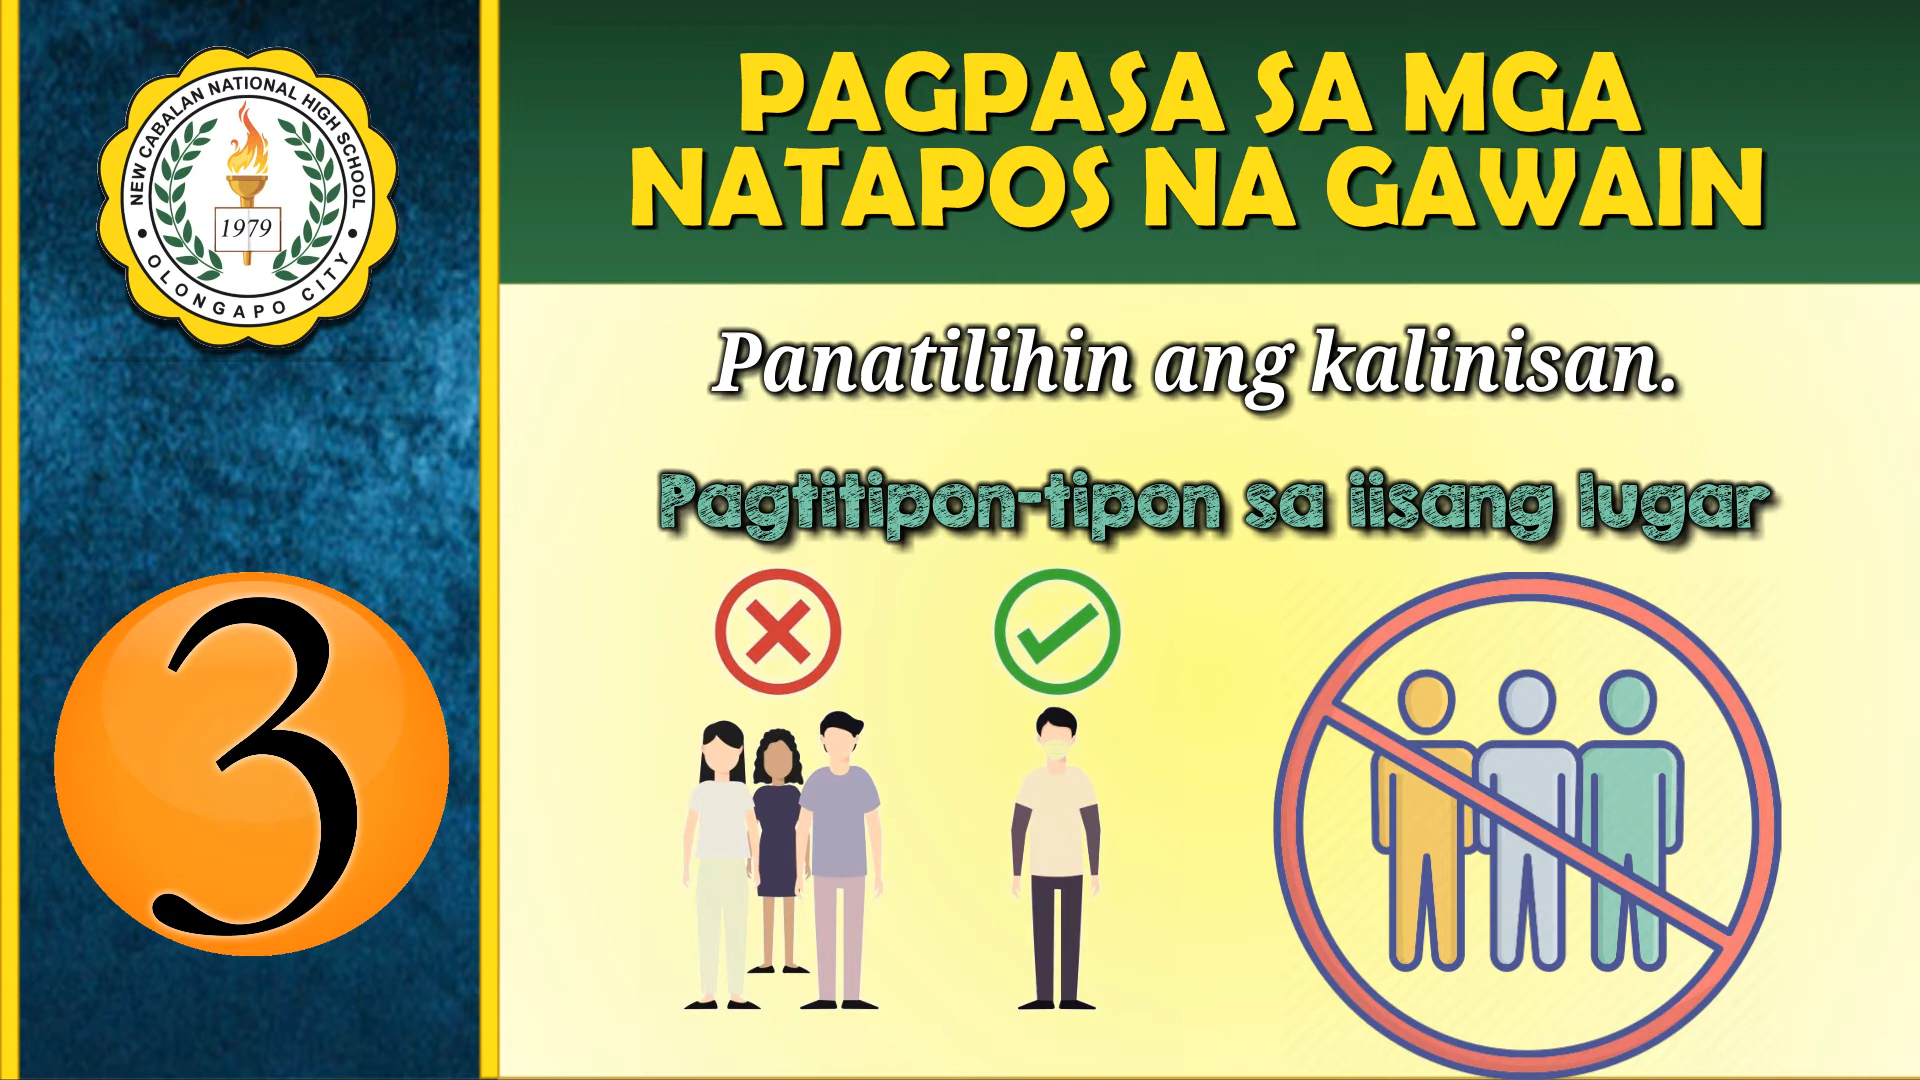 NEW CABALAN NATIONAL HIGH SCHOOL
1979
OLONGAPO CITY
3
PAGPASA SA MGA
NATAPOS NA GAWAIN
Panatilihin ang kalinisan.
Pagtitipon-tipon sa iisang lugar